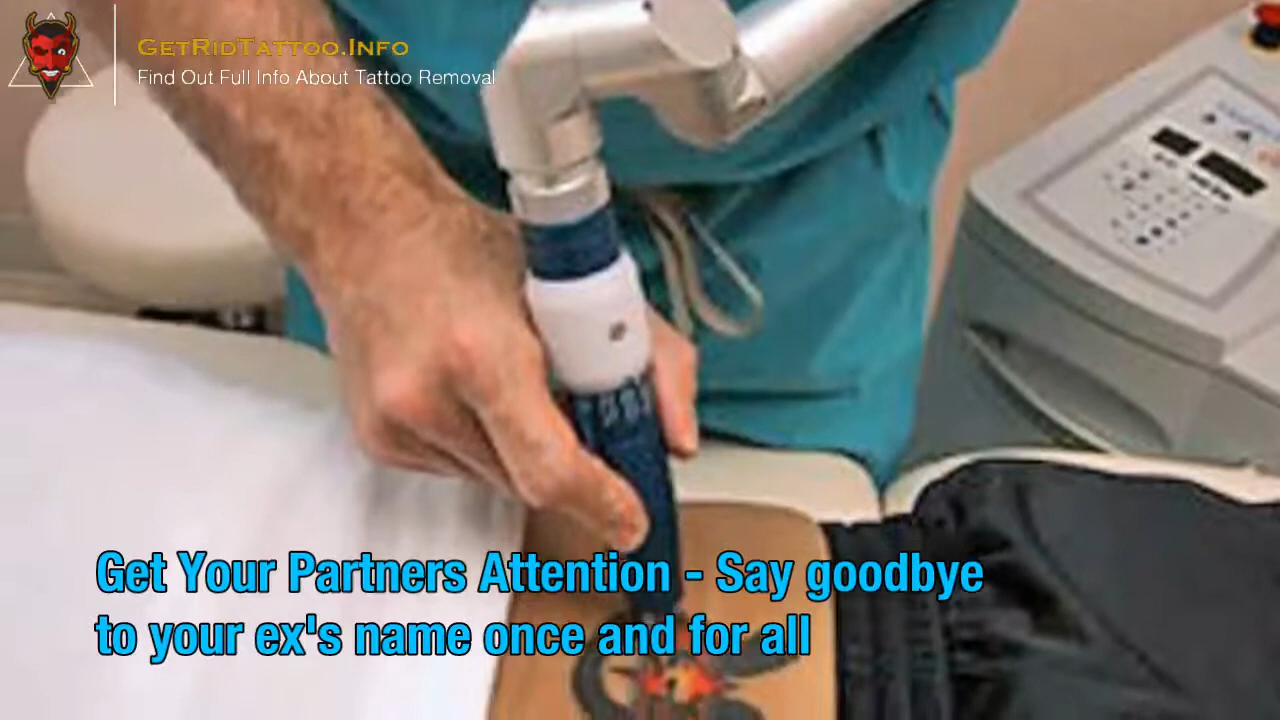 GetRidTattoo.Info
Find Out Full Info About Tattoo Removal
Get Your Partners Attention - Say goodbye
to your ex's name once and for all